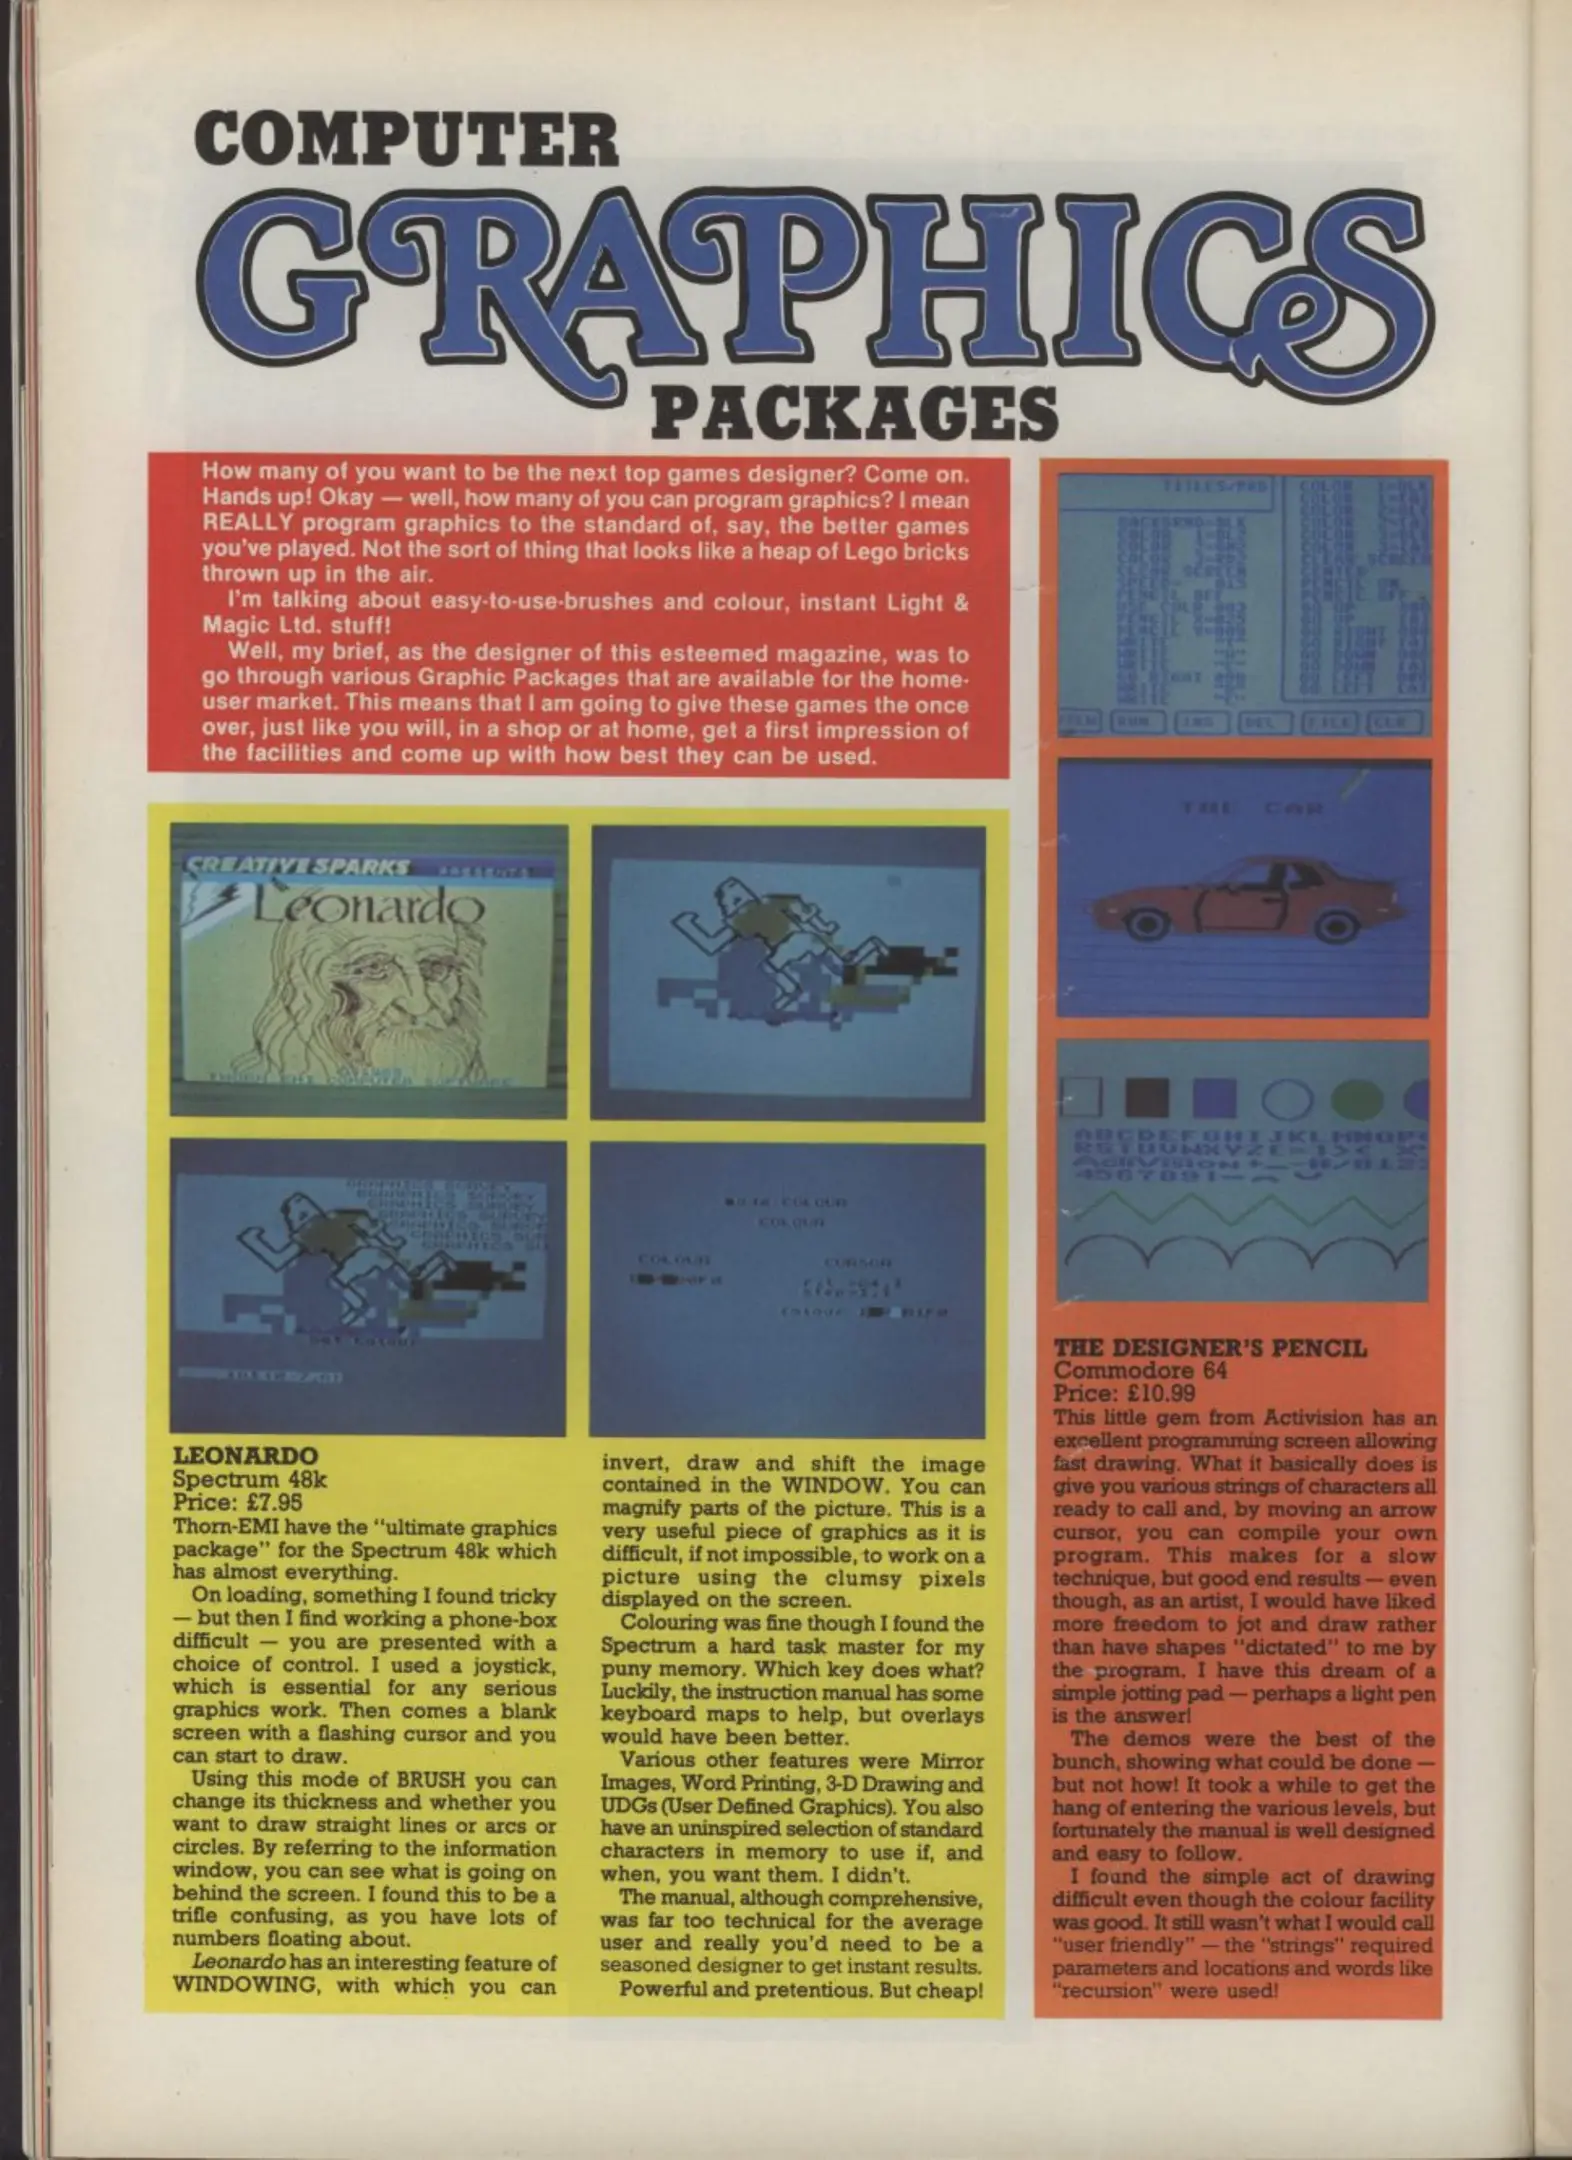 COMPUTER
GRAPHICS
PACKAGES
How many of you want to be the next top games designer? Come on.
Hands up! Okay — well, how many of you can program graphics? I mean
REALLY program graphics to the standard of, say, the better games
you've played. Not the sort of thing that looks like a heap of Lego bricks
thrown up in the air.
I'm talking about easy-to-use-brushes and colour, instant Light &
Magic Ltd. stuff!
Well, my brief, as the designer of this esteemed magazine, was to
go through various Graphic Packages that are available for the home-
user market. This means that I am going to give these games the once
over, just like you will, in a shop or at home, get a first impression of
the facilities and come up with how best they can be used.
CREATIVE SPARKS PRESENTS
Leonardo
THORN EMI COMPUTER SOFTWARE
GRAPHICS SURVEY
GRAPHICS SURVEY
GRAPHICS SURVEY
COLOUR
COLOUR
CURSOR
LEONARDO
Spectrum 48k
Price: £7.95
Thorn-EMI have the "ultimate graphics
package" for the Spectrum 48k which
has almost everything.
On loading, something I found tricky
— but then I find working a phone-box
difficult — you are presented with a
choice of control. I used a joystick,
which is essential for any serious
graphics work. Then comes a blank
screen with a flashing cursor and you
can start to draw.
Using this mode of BRUSH you can
change its thickness and whether you
want to draw straight lines or arcs or
circles. By referring to the information
window, you can see what is going on
behind the screen. I found this to be a
trifle confusing, as you have lots of
numbers floating about.
Leonardo has an interesting feature of
WINDOWING, with which you can
invert, draw and shift the image
contained in the WINDOW. You can
magnify parts of the picture. This is a
very useful piece of graphics as it is
difficult, if not impossible, to work on a
picture using the clumsy pixels
displayed on the screen.
Colouring was fine though I found the
Spectrum a hard task master for my
puny memory. Which key does what?
Luckily, the instruction manual has some
keyboard maps to help, but overlays
would have been better.
Various other features were Mirror
Images, Word Printing, 3-D Drawing and
UDGs (User Defined Graphics). You also
have an uninspired selection of standard
characters in memory to use if, and
when, you want them. I didn't.
The manual, although comprehensive,
was far too technical for the average
user and really you'd need to be a
seasoned designer to get instant results.
Powerful and pretentious. But cheap!
TITLES/PAD
RUN INS DEL FILE CLR
THE CAR
THE DESIGNER'S PENCIL
Commodore 64
Price: £10.99
This little gem from Activision has an
excellent programming screen allowing
fast drawing. What it basically does is
give you various strings of characters all
ready to call and, by moving an arrow
cursor, you can compile your own
program. This makes for a slow
technique, but good end results — even
though, as an artist, I would have liked
more freedom to jot and draw rather
than have shapes "dictated" to me by
the program. I have this dream of a
simple jotting pad — perhaps a light pen
is the answer!
The demos were the best of the
bunch, showing what could be done —
but not how! It took a while to get the
hang of entering the various levels, but
fortunately the manual is well designed
and easy to follow.
I found the simple act of drawing
difficult even though the colour facility
was good. It still wasn't what I would call
"user friendly" — the "strings" required
parameters and locations and words like
"recursion" were used!